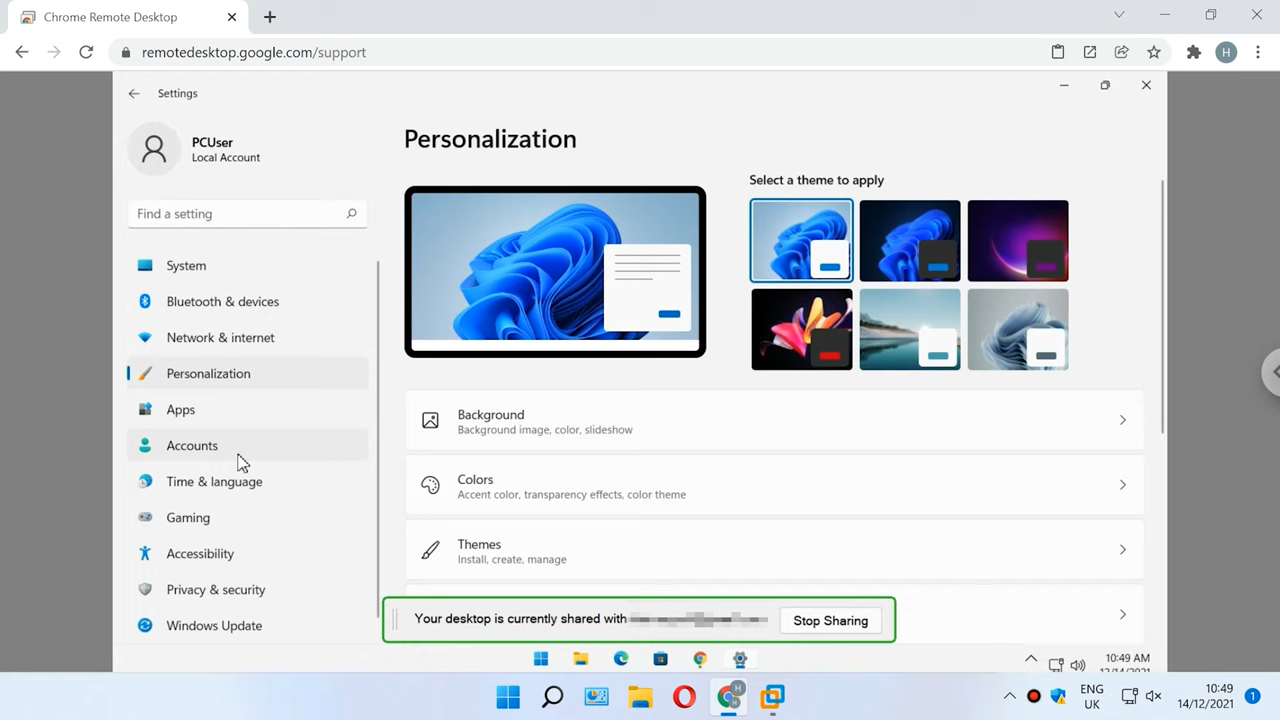 Chrome Remote Desktop
remotedesktop.google.com/support
H
Settings
PCUser
Local Account
Find a setting
System
Bluetooth & devices
Network & internet
Personalization
Apps
Accounts
Time & language
Gaming
Accessibility
Privacy & security
Windows Update
Personalization
Select a theme to apply
Background
Background image, color, slideshow
Colors
Accent color, transparency effects, color theme
Themes
Install, create, manage
Your desktop is currently shared with
Stop Sharing
10:49 AM
12/14/2021
H
ENG
UK
10:49
14/12/2021
1